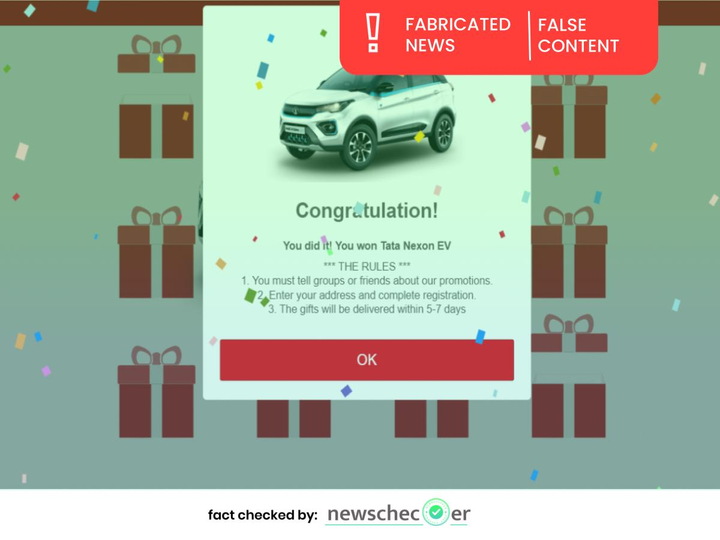 FABRICATED NEWS
FALSE CONTENT
Congratulation!
You did it! You won Tata Nexon EV
*** THE RULES ***
1. You must tell groups or friends about our promotions.
2. Enter your address and complete registration.
3. The gifts will be delivered within 5-7 days
OK
fact checked by: newschecker